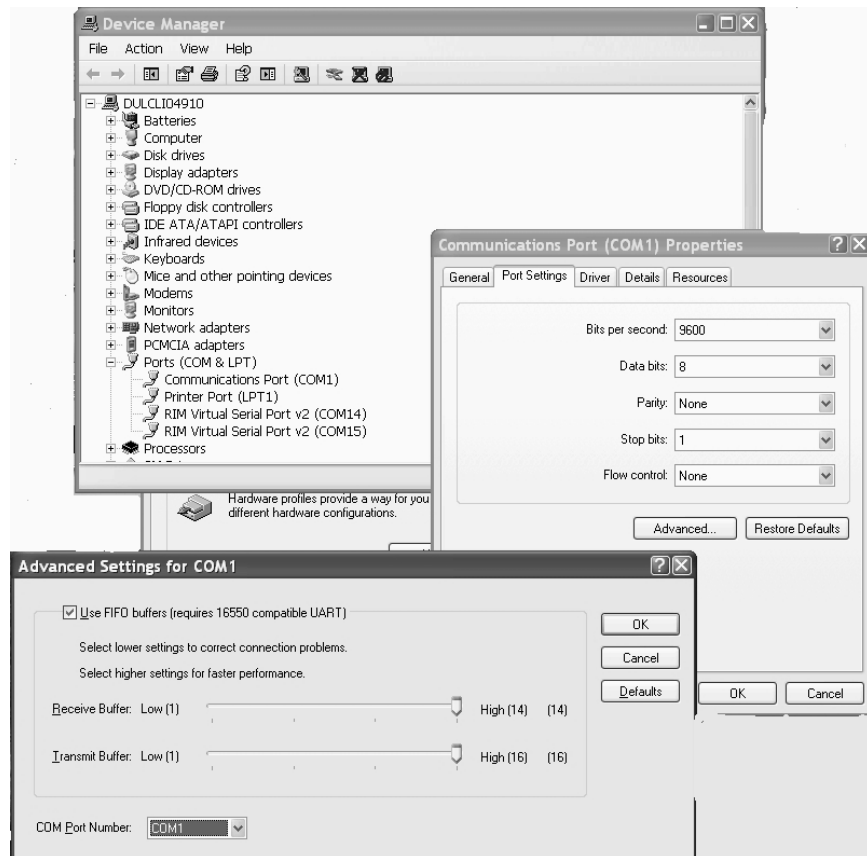 Device Manager
File Action View Help
DULCLI04910
Batteries
Computer
Disk drives
Display adapters
DVD/CD-ROM drives
Floppy disk controllers
IDE ATA/ATAPI controllers
Infrared devices
Keyboards
Mice and other pointing devices
Modems
Monitors
Network adapters
PCMCIA adapters
Ports (COM & LPT)
Communications Port (COM1)
Printer Port (LPT1)
RIM Virtual Serial Port v2 (COM14)
RIM Virtual Serial Port v2 (COM15)
Processors
Hardware profiles provide a way for you
different hardware configurations.
Communications Port (COM1) Properties
General Port Settings Driver Details Resources
Bits per second: 9600
Data bits: 8
Parity: None
Stop bits: 1
Flow control: None
Advanced... Restore Defaults
OK Cancel
Advanced Settings for COM1
Use FIFO buffers (requires 16550 compatible UART)
Select lower settings to correct connection problems.
Select higher settings for faster performance.
Receive Buffer: Low (1) High (14) (14)
Transmit Buffer: Low (1) High (16) (16)
COM Port Number: COM1
OK
Cancel
Defaults